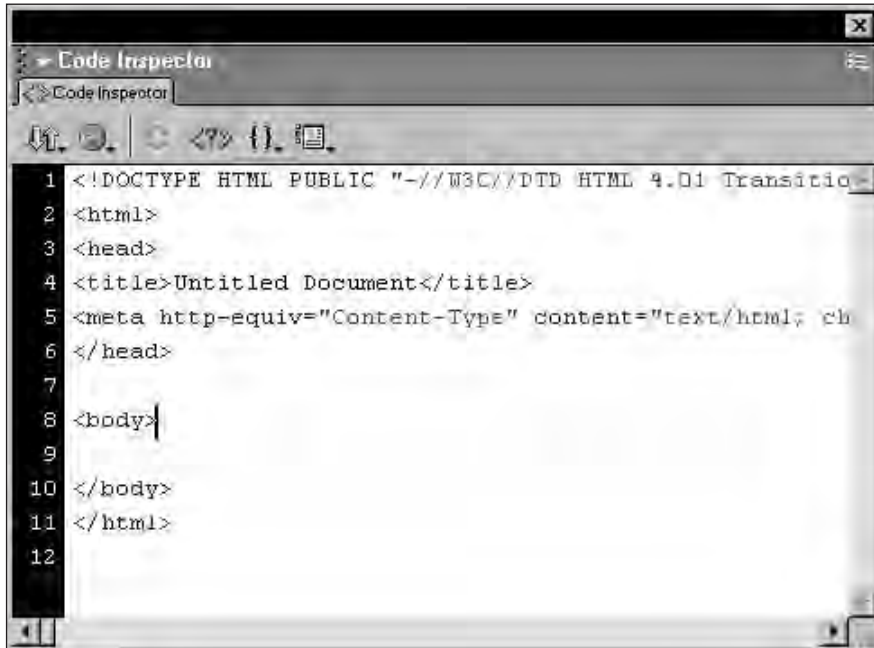 Code Inspector
<>Code Inspector
<?> {}
1 <!DOCTYPE HTML PUBLIC "-//W3C//DTD HTML 4.01 Transitio
2 <html>
3 <head>
4 <title>Untitled Document</title>
5 <meta http-equiv="Content-Type" content="text/html; ch
6 </head>
7
8 <body>
9
10 </body>
11 </html>
12